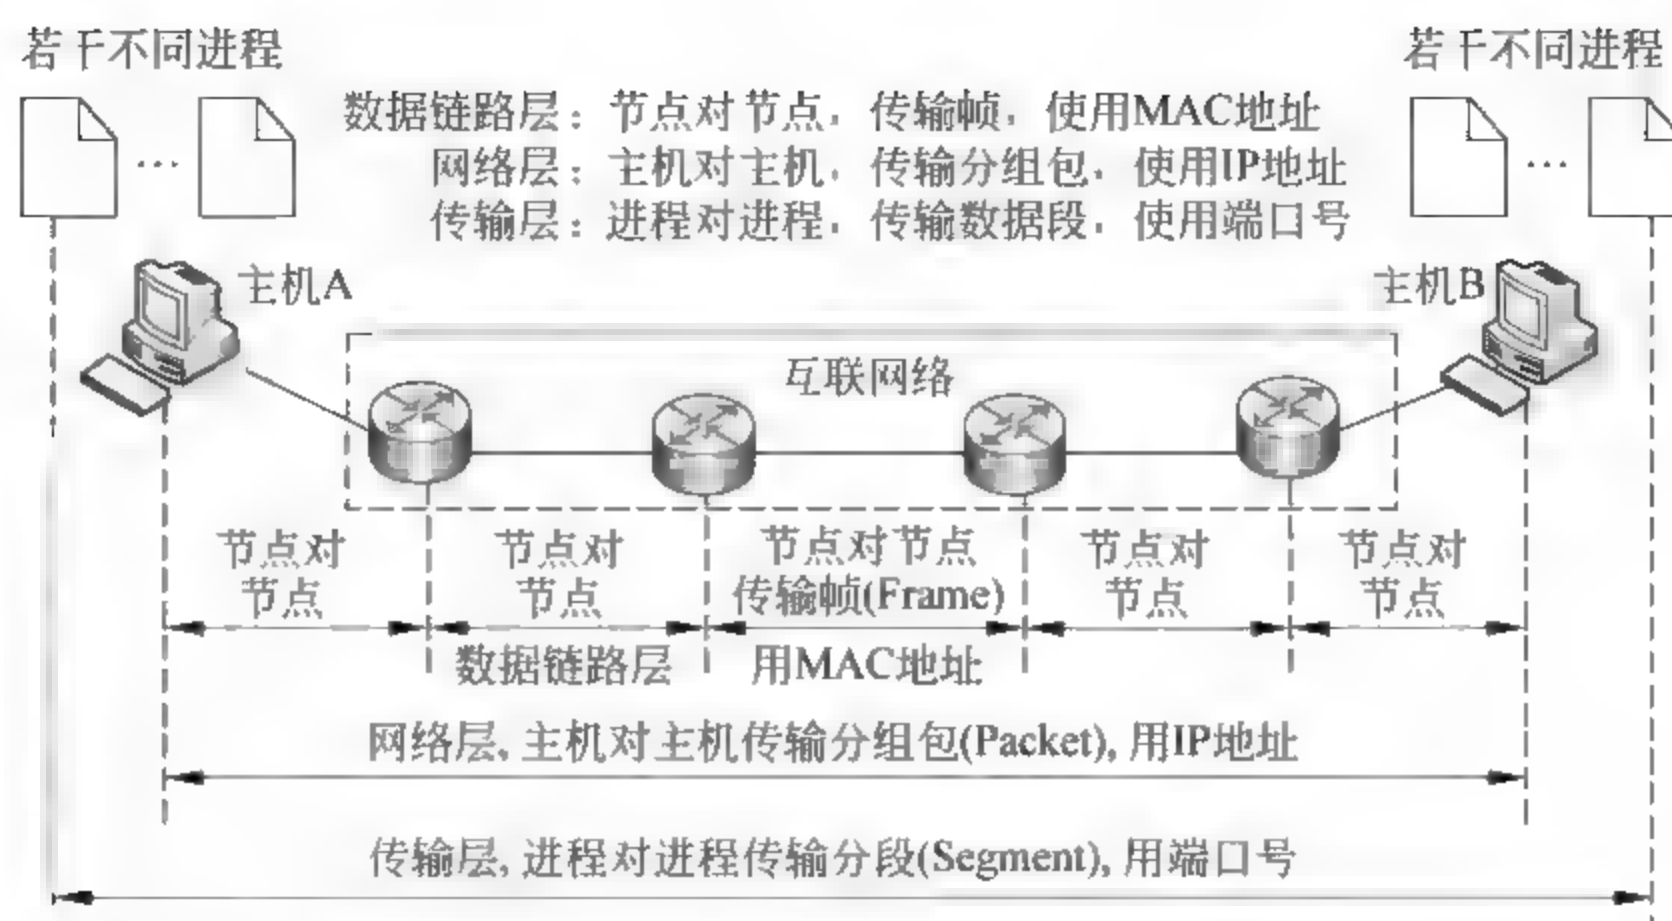 若干不同进程
若干不同进程
数据链路层：节点对节点，传输帧，使用MAC地址
网络层：主机对主机，传输分组包，使用IP地址
传输层：进程对进程，传输数据段，使用端口号
主机A
主机B
互联网络
节点对
节点
节点对
节点
节点对节点
传输帧(Frame)
节点对
节点
节点对
节点
数据链路层
用MAC地址
网络层, 主机对主机传输分组包(Packet), 用IP地址
传输层, 进程对进程传输分段(Segment), 用端口号